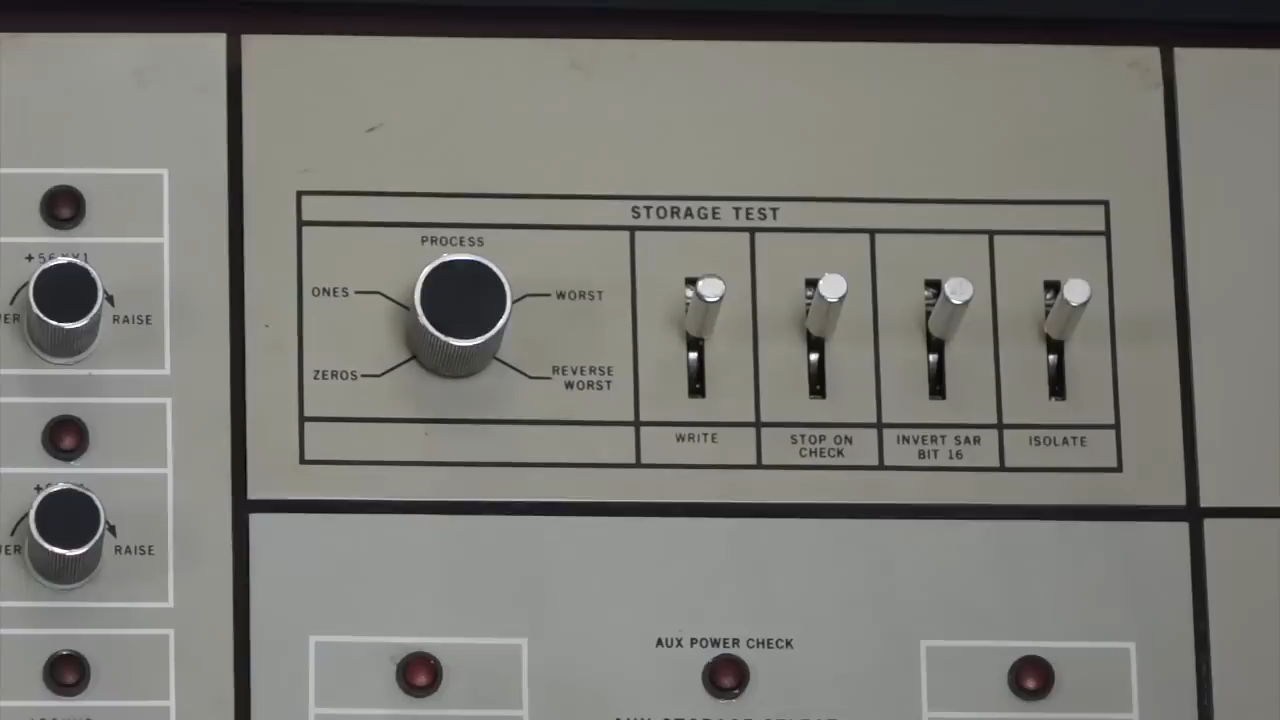 STORAGE TEST
PROCESS
ONES
WORST
ZEROS
REVERSE
WORST
WRITE
STOP ON
CHECK
INVERT SAR
BIT 16
ISOLATE
RAISE
RAISE
AUX POWER CHECK